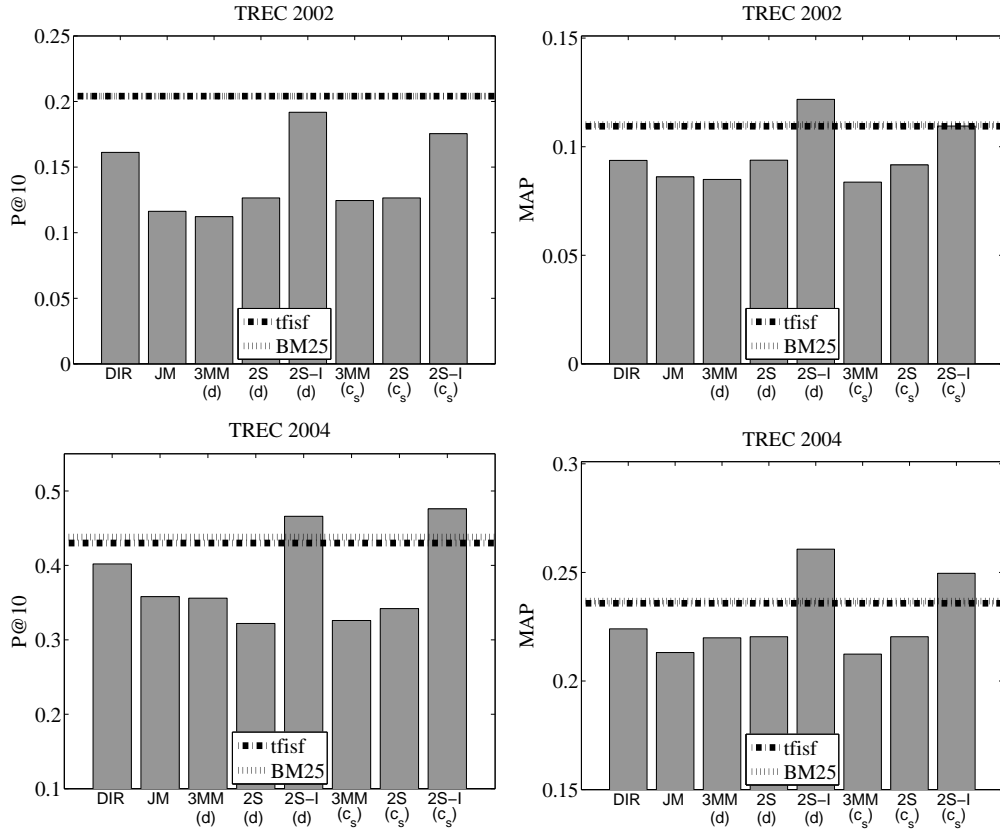 TREC 2002
0.25
0.2
0.15
0.1
0.05
0
P@10
DIR JM 3MM 2S 2S-I 3MM 2S 2S-I
(d) (d) (d) (c_s) (c_s) (c_s)
tfisf
BM25
TREC 2002
0.15
0.1
0.05
0
MAP
DIR JM 3MM 2S 2S-I 3MM 2S 2S-I
(d) (d) (d) (c_s) (c_s) (c_s)
tfisf
BM25
TREC 2004
0.5
0.4
0.3
0.2
0.1
P@10
DIR JM 3MM 2S 2S-I 3MM 2S 2S-I
(d) (d) (d) (c_s) (c_s) (c_s)
tfisf
BM25
TREC 2004
0.3
0.25
0.2
0.15
MAP
DIR JM 3MM 2S 2S-I 3MM 2S 2S-I
(d) (d) (d) (c_s) (c_s) (c_s)
tfisf
BM25